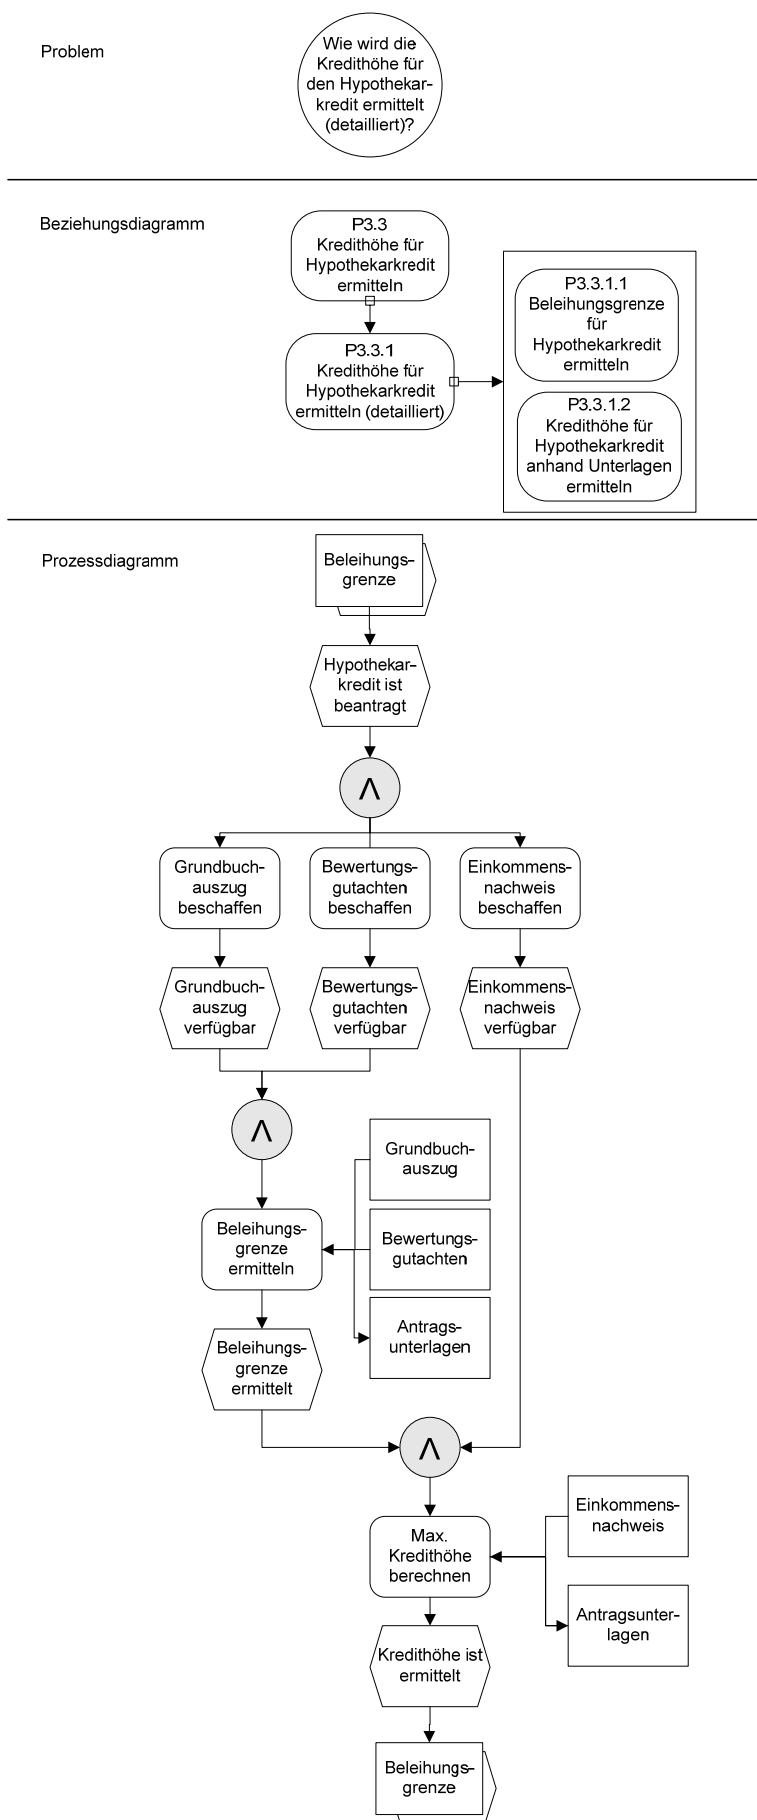 Problem
Wie wird die
Kredithöhe für
den Hypothekar-
kredit ermittelt
(detailliert)?
Beziehungsdiagramm
P3.3
Kredithöhe für
Hypothekarkredit
ermitteln
P3.3.1
Kredithöhe für
Hypothekarkredit
ermitteln (detailliert)
P3.3.1.1
Beleihungsgrenze
für
Hypothekarkredit
ermitteln
P3.3.1.2
Kredithöhe für
Hypothekarkredit
anhand Unterlagen
ermitteln
Prozessdiagramm
Beleihungs-
grenze
Hypothekar-
kredit ist
beantragt
Λ
Grundbuch-
auszug
beschaffen
Bewertungs-
gutachten
beschaffen
Einkommens-
nachweis
beschaffen
Grundbuch-
auszug
verfügbar
Bewertungs-
gutachten
verfügbar
Einkommens-
nachweis
verfügbar
Λ
Grundbuch-
auszug
Beleihungs-
grenze
ermitteln
Bewertungs-
gutachten
Antrags-
unterlagen
Beleihungs-
grenze
ermittelt
Λ
Einkommens-
nachweis
Max.
Kredithöhe
berechnen
Antragsunter-
lagen
Kredithöhe ist
ermittelt
Beleihungs-
grenze